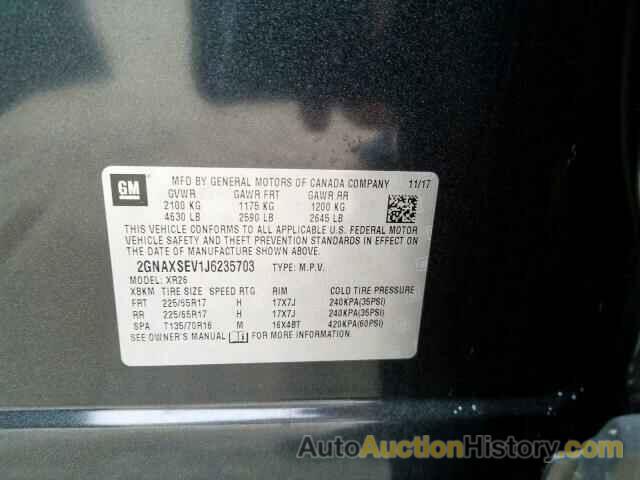 GM
MFD BY GENERAL MOTORS OF CANADA COMPANY 11/17
GVWR GAWR FRT GAWR RR
2100 KG 1175 KG 1200 KG
4630 LB 2590 LB 2645 LB
THIS VEHICLE CONFORMS TO ALL APPLICABLE U.S. FEDERAL MOTOR
VEHICLE SAFETY AND THEFT PREVENTION STANDARDS IN EFFECT ON
THE DATE OF MANUFACTURE SHOWN ABOVE.
2GNAXSEV1J6235703 TYPE: M.P.V.
MODEL: XR26
XBKM TIRE SIZE SPEED RTG RIM COLD TIRE PRESSURE
FRT 225/65R17 H 17X7J 240KPA(35PSI)
RR 225/65R17 H 17X7J 240KPA(35PSI)
SPA T135/70R16 M 16X4BT 420KPA(60PSI)
SEE OWNER'S MANUAL i FOR MORE INFORMATION.
AutoAuctionHistory.com